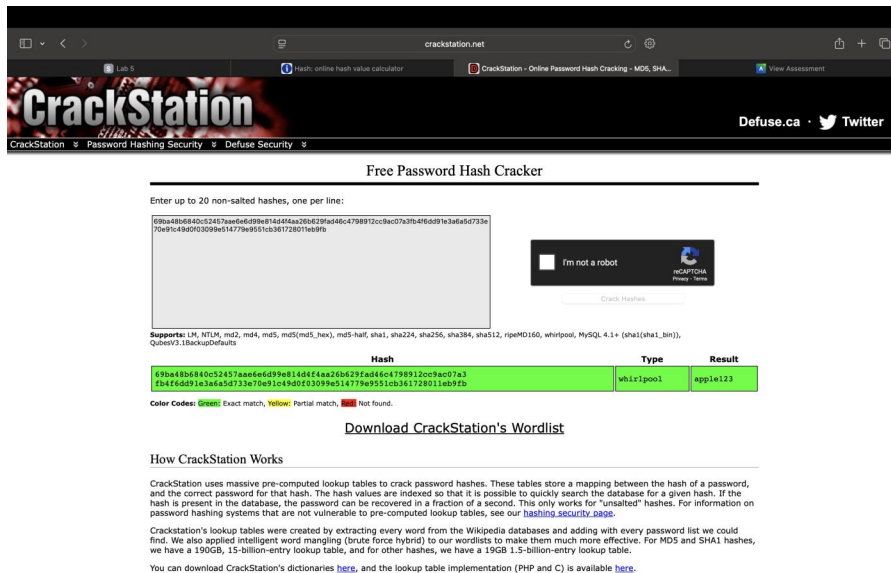 crackstation.net
Lab 5
Hash: online hash value calculator
CrackStation - Online Password Hash Cracking - MD5, SHA...
View Assessment
CrackStation
Defuse.ca · Twitter
CrackStation Password Hashing Security Defuse Security
Free Password Hash Cracker
Enter up to 20 non-salted hashes, one per line:
69ba48b6840c52457aae6e6d99e814d4f4aa26b629fad46c4798912cc9ac07a3fb4f6dd91e3a6a5d733e
70e91c49d0f03099e514779e9551cb361728011eb9fb
I'm not a robot
reCAPTCHA
Privacy - Terms
Crack Hashes
Supports: LM, NTLM, md2, md4, md5, md5(md5_hex), md5-half, sha1, sha224, sha256, sha384, sha512, ripeMD160, whirlpool, MySQL 4.1+ (sha1(sha1_bin)),
QubesV3.1BackupDefaults
Hash Type Result
69ba48b6840c52457aae6e6d99e814d4f4aa26b629fad46c4798912cc9ac07a3 whirlpool apple123
fb4f6dd91e3a6a5d733e70e91c49d0f03099e514779e9551cb361728011eb9fb
Color Codes: Green: Exact match, Yellow: Partial match, Red: Not found.
Download CrackStation's Wordlist
How CrackStation Works
CrackStation uses massive pre-computed lookup tables to crack password hashes. These tables store a mapping between the hash of a password,
and the correct password for that hash. The hash values are indexed so that it is possible to quickly search the database for a given hash. If the
hash is present in the database, the password can be recovered in a fraction of a second. This only works for "unsalted" hashes. For information on
password hashing systems that are not vulnerable to pre-computed lookup tables, see our hashing security page.
Crackstation's lookup tables were created by extracting every word from the Wikipedia databases and adding with every password list we could
find. We also applied intelligent word mangling (brute force hybrid) to our wordlists to make them much more effective. For MD5 and SHA1 hashes,
we have a 190GB, 15-billion-entry lookup table, and for other hashes, we have a 19GB 1.5-billion-entry lookup table.
You can download CrackStation's dictionaries here, and the lookup table implementation (PHP and C) is available here.